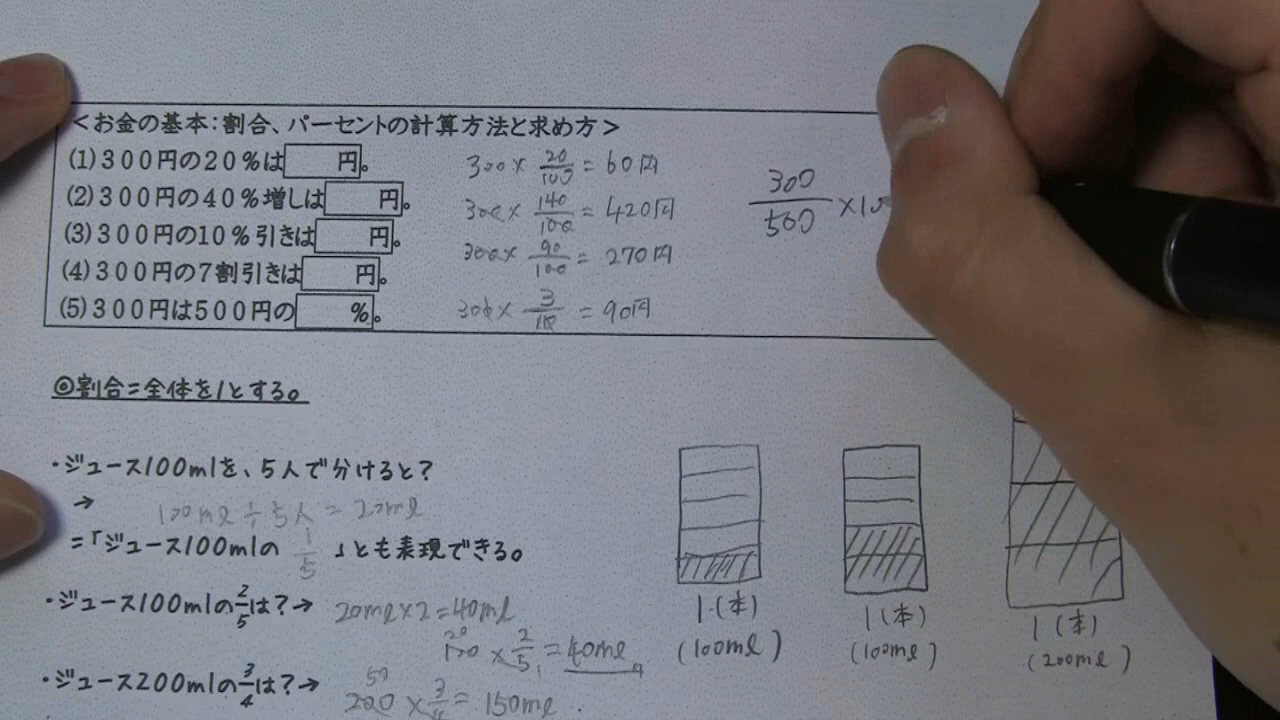 ＜お金の基本：割合、パーセントの計算方法と求め方＞
(1)３００円の２０％は 円。 300× 20/100 = 60円
(2)３００円の４０％増しは 円。 300× 140/100 = 420円
(3)３００円の10％引きは 円。 300× 90/100 = 270円
(4)３００円の７割引きは 円。
(5)３００円は５００円の %。 300× 3/10 = 90円
300/500 ×10
◎割合=全体を1とする。
・ジュース100mlを、5人で分けると?
→ 100ml÷5人 = 20ml
=「ジュース100mlの 1/5 」とも表現できる。
・ジュース100mlの2/5は?→ 20ml×2=40ml
100 20 × 2/5 1 = 40ml
・ジュース200mlの3/4は?→ 200 50 × 3/4 = 150ml
1(本)
(100ml)
1(本)
(100ml)
1(本)
(200ml)